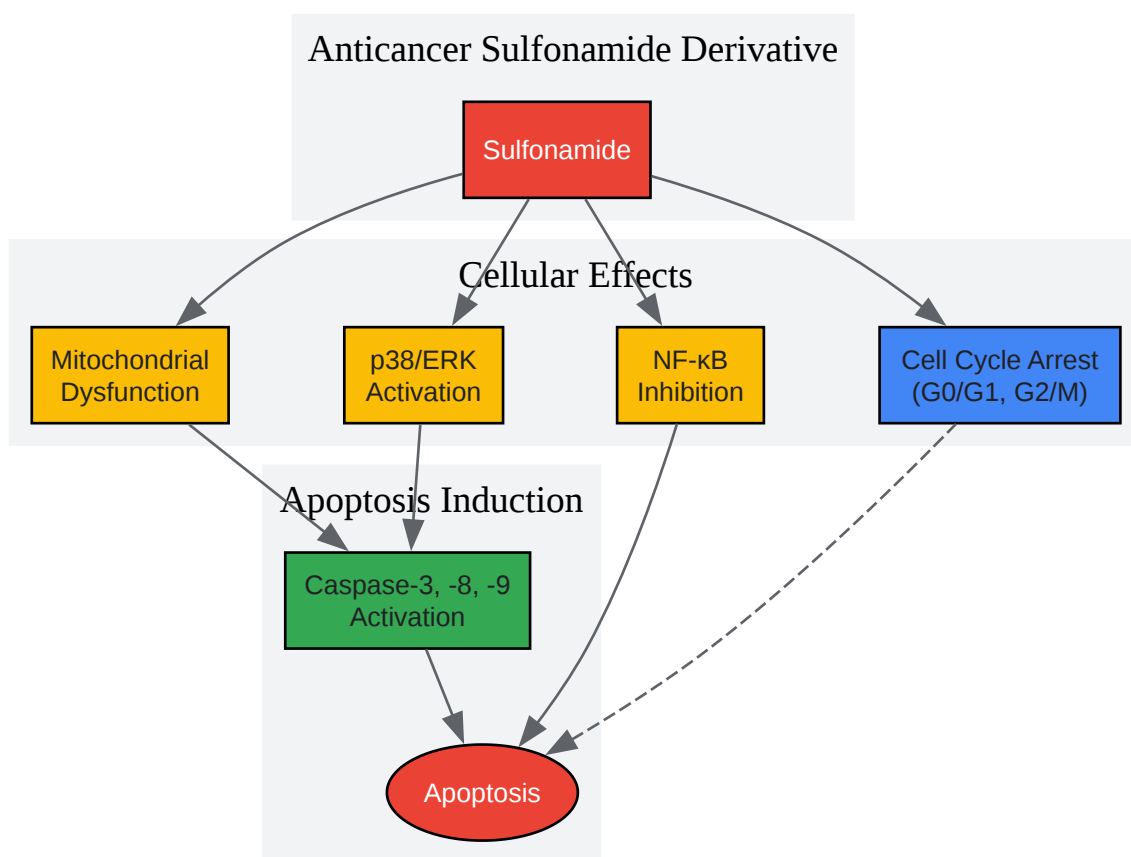 Anticancer Sulfonamide Derivative
Sulfonamide
Cellular Effects
Mitochondrial
Dysfunction
p38/ERK
Activation
NF-κB
Inhibition
Cell Cycle Arrest
(G0/G1, G2/M)
Apoptosis Induction
Caspase-3, -8, -9
Activation
Apoptosis